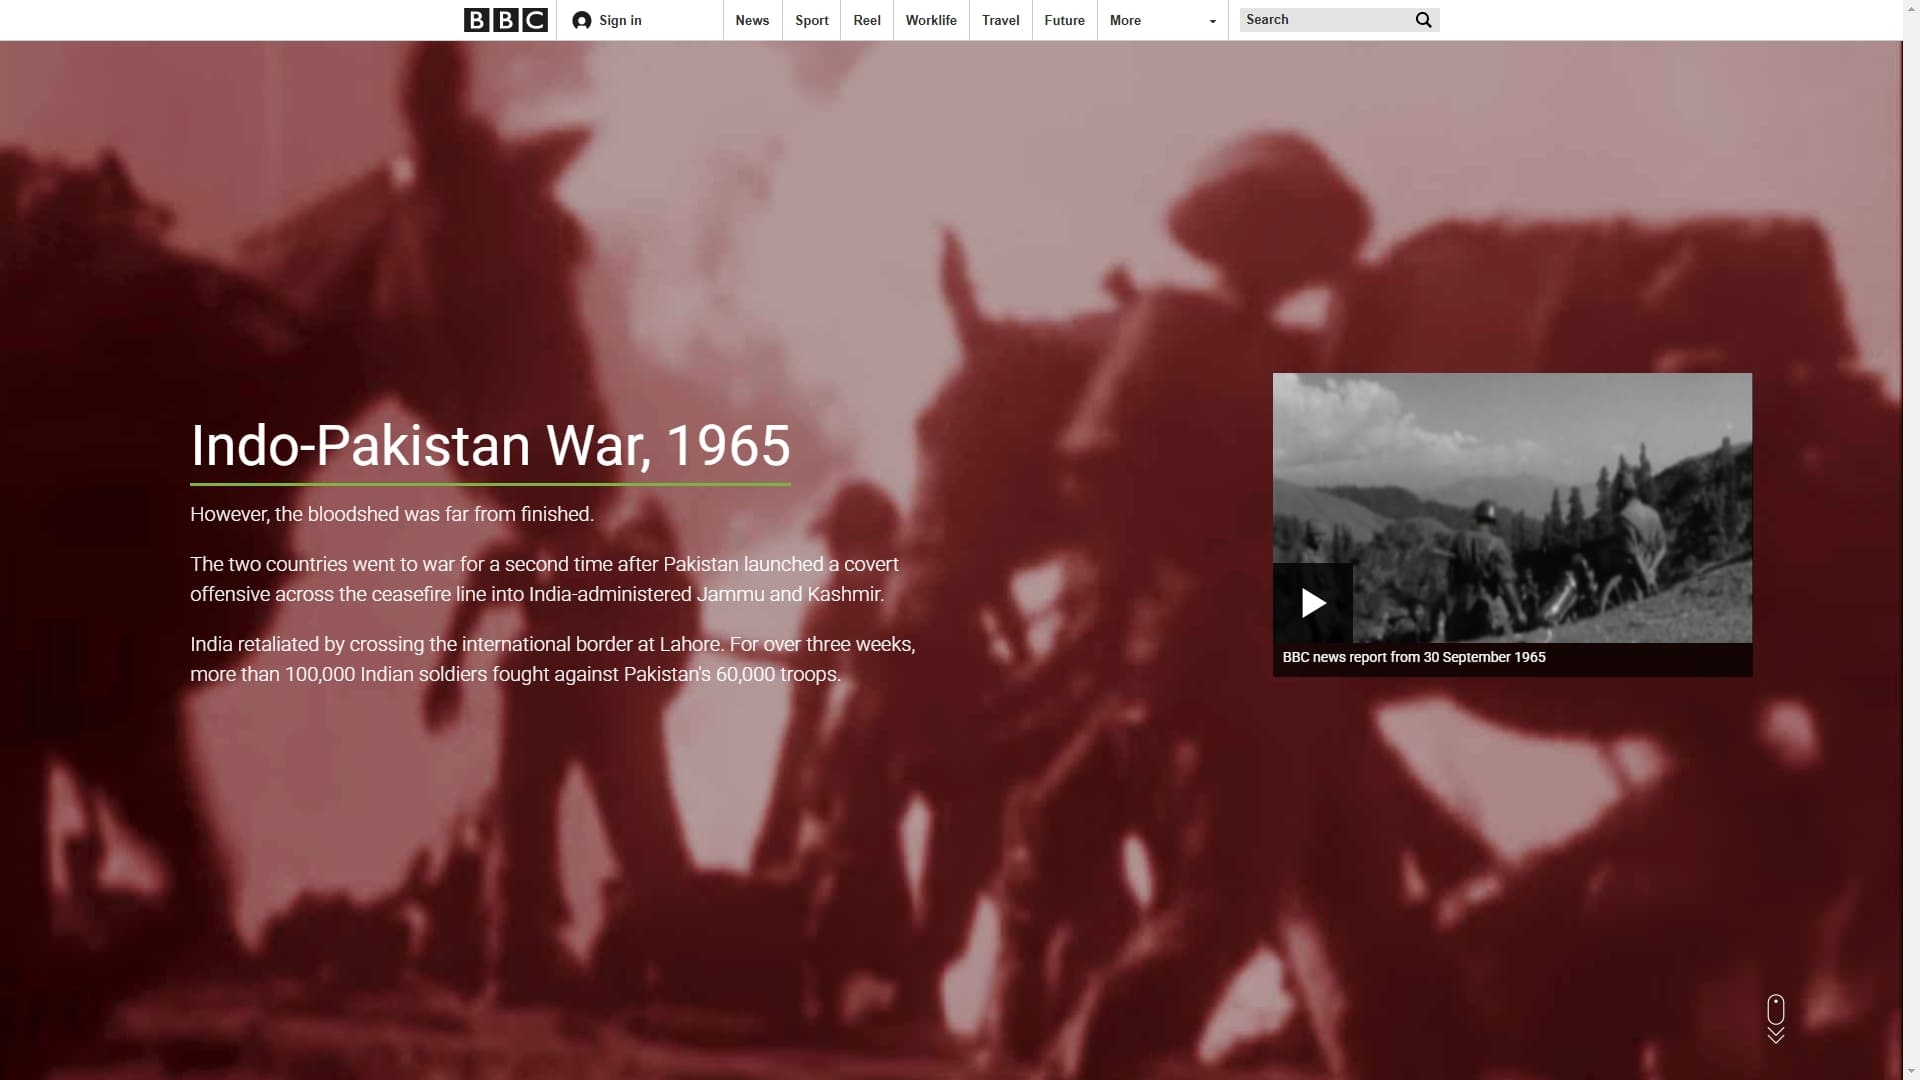 BBC
Sign in
News
Sport
Reel
Worklife
Travel
Future
More
Search
Indo-Pakistan War, 1965
However, the bloodshed was far from finished.
The two countries went to war for a second time after Pakistan launched a covert
offensive across the ceasefire line into India-administered Jammu and Kashmir.
India retaliated by crossing the international border at Lahore. For over three weeks,
more than 100,000 Indian soldiers fought against Pakistan's 60,000 troops.
BBC news report from 30 September 1965